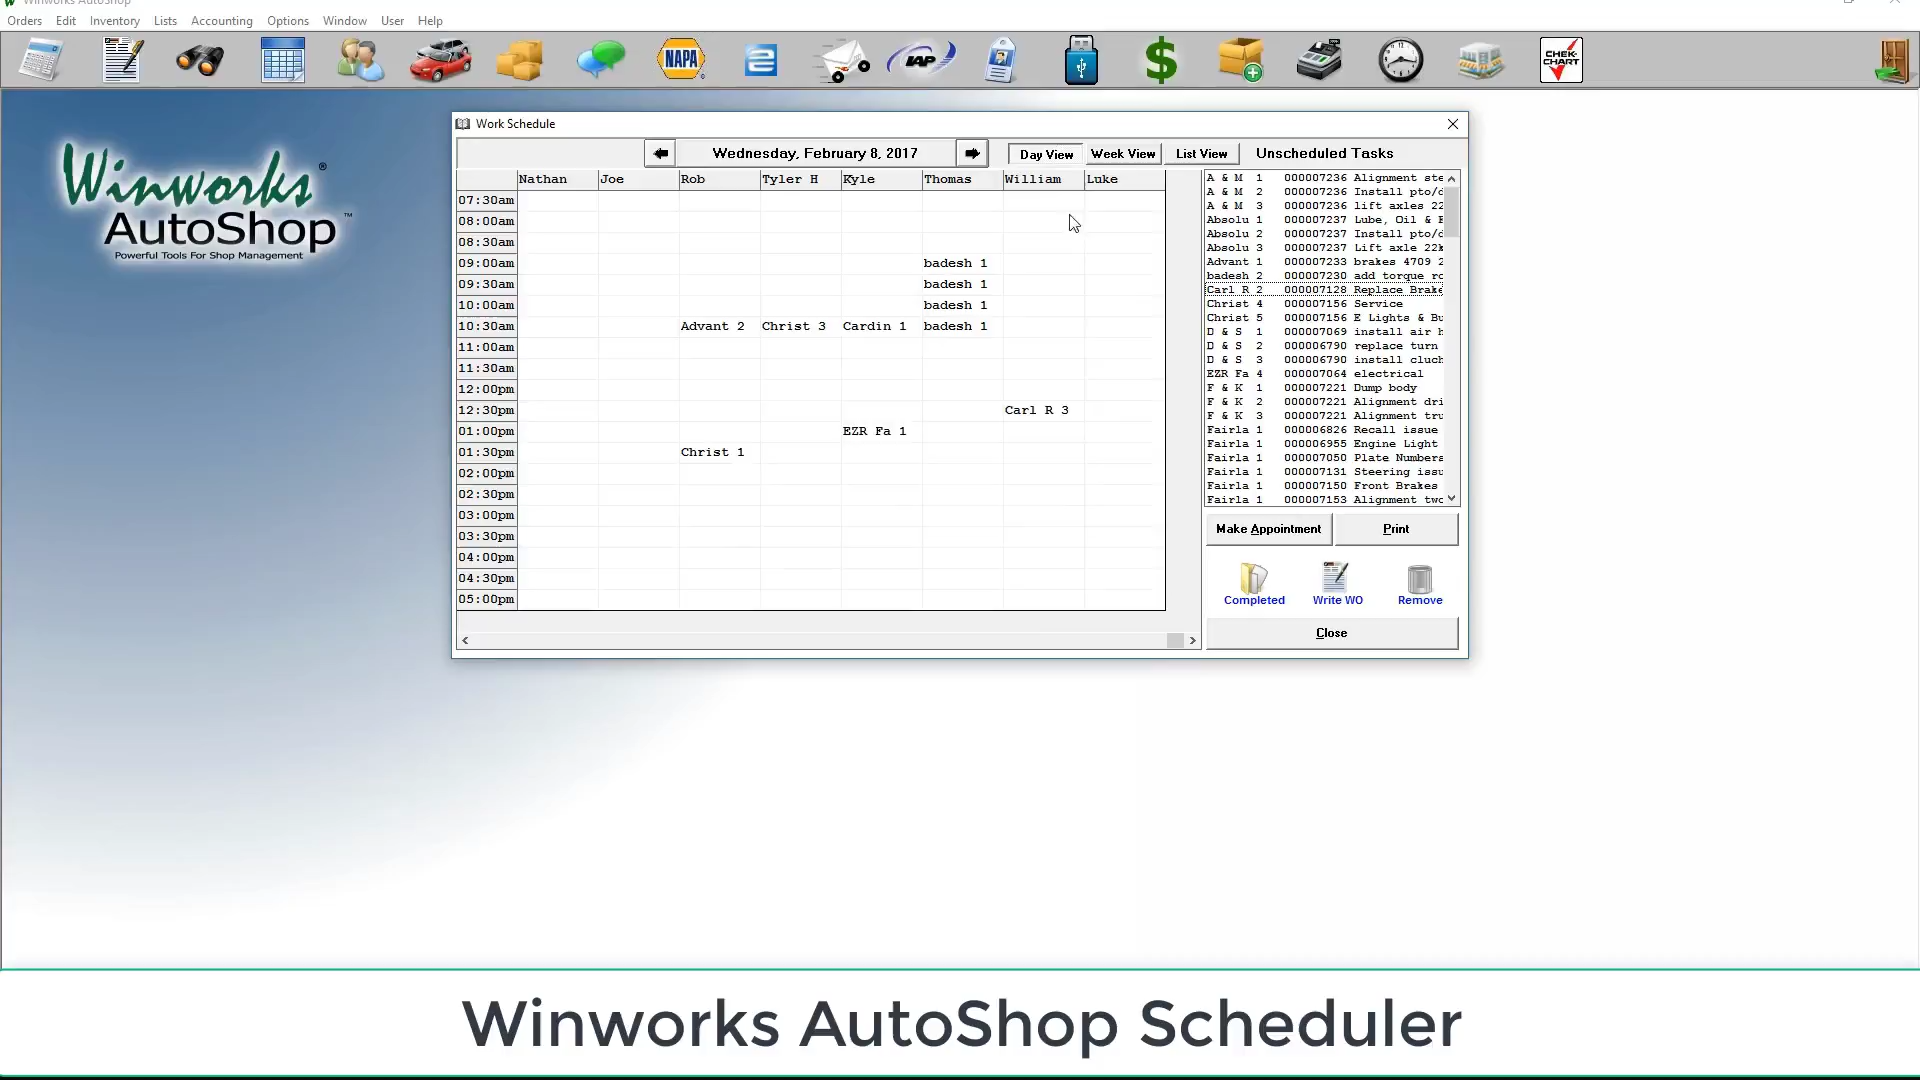 Winworks AutoShop
Orders Edit Inventory Lists Accounting Options Window User Help
NAPA
IAP
CHEK-CHART
Winworks®
AutoShop™
Powerful Tools For Shop Management
Work Schedule
Wednesday, February 8, 2017 Day View Week View List View Unscheduled Tasks
Nathan Joe Rob Tyler H Kyle Thomas William Luke
07:30am
08:00am
08:30am
09:00am badesh 1
09:30am badesh 1
10:00am badesh 1
10:30am Advant 2 Christ 3 Cardin 1 badesh 1
11:00am
11:30am
12:00pm
12:30pm Carl R 3
01:00pm EZR Fa 1
01:30pm Christ 1
02:00pm
02:30pm
03:00pm
03:30pm
04:00pm
04:30pm
05:00pm
A & M 1 000007236 Alignment ste
A & M 2 000007236 Install pto/c
A & M 3 000007236 lift axles 22
Absolu 1 000007237 Lube, Oil & F
Absolu 2 000007237 Install pto/c
Absolu 3 000007237 Lift axle 22k
Advant 1 000007233 brakes 4709 2
badesh 2 000007230 add torque ro
Carl R 2 000007128 Replace Brake
Christ 4 000007156 Service
Christ 5 000007156 E Lights & Bu
D & S 1 000007069 install air h
D & S 2 000006790 replace turn
D & S 3 000006790 install cluch
EZR Fa 4 000007064 electrical
F & K 1 000007221 Dump body
F & K 2 000007221 Alignment dri
F & K 3 000007221 Alignment tru
Fairla 1 000006826 Recall issue
Fairla 1 000006955 Engine Light
Fairla 1 000007050 Plate Numbers
Fairla 1 000007131 Steering issu
Fairla 1 000007150 Front Brakes
Fairla 1 000007153 Alignment two
Make Appointment Print
Completed Write WO Remove
Close
Winworks AutoShop Scheduler